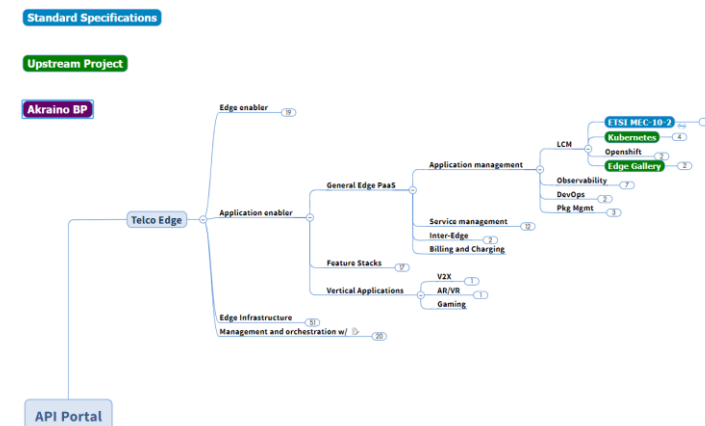 Standard Specifications
Upstream Project
Akraino BP
Edge enabler
19
ETSI MEC-10-2
Kubernetes
4
LCM
Openshift
2
Edge Gallery
2
Application management
Observability
7
General Edge PaaS
DevOps
2
Pkg Mgmt
3
Telco Edge
Application enabler
Service management
12
Inter-Edge
2
Billing and Charging
Feature Stacks
17
V2X
1
Vertical Applications
AR/VR
1
Gaming
Edge Infrastructure
51
Management and orchestration w/
20
API Portal